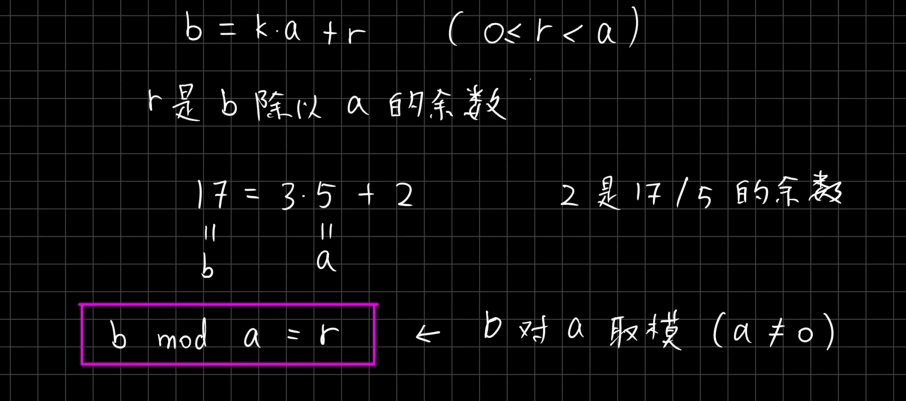 b = k·a + r  ( 0 ≤ r < a )
r是 b 除以 a 的余数
17 = 3·5 + 2  2 是 17 / 5 的余数
= =
b a
b mod a = r ← b 对 a 取模 (a ≠ 0)